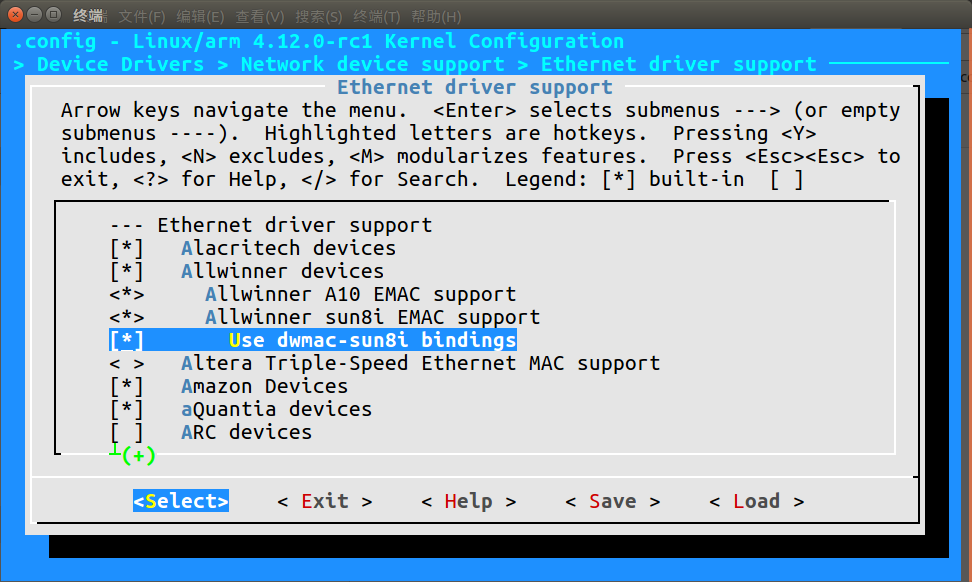 终端 文件(F) 编辑(E) 查看(V) 搜索(S) 终端(T) 帮助(H)
.config - Linux/arm 4.12.0-rc1 Kernel Configuration
> Device Drivers > Network device support > Ethernet driver support
Ethernet driver support
Arrow keys navigate the menu.  <Enter> selects submenus ---> (or empty
submenus ----).  Highlighted letters are hotkeys.  Pressing <Y>
includes, <N> excludes, <M> modularizes features.  Press <Esc><Esc> to
exit, <?> for Help, </> for Search.  Legend: [*] built-in  [ ]
--- Ethernet driver support
[*]   Alacritech devices
[*]   Allwinner devices
<*>     Allwinner A10 EMAC support
<*>     Allwinner sun8i EMAC support
[*]       Use dwmac-sun8i bindings
< >   Altera Triple-Speed Ethernet MAC support
[*]   Amazon Devices
[*]   aQuantia devices
[ ]   ARC devices
┴(+)
<Select>    < Exit >    < Help >    < Save >    < Load >